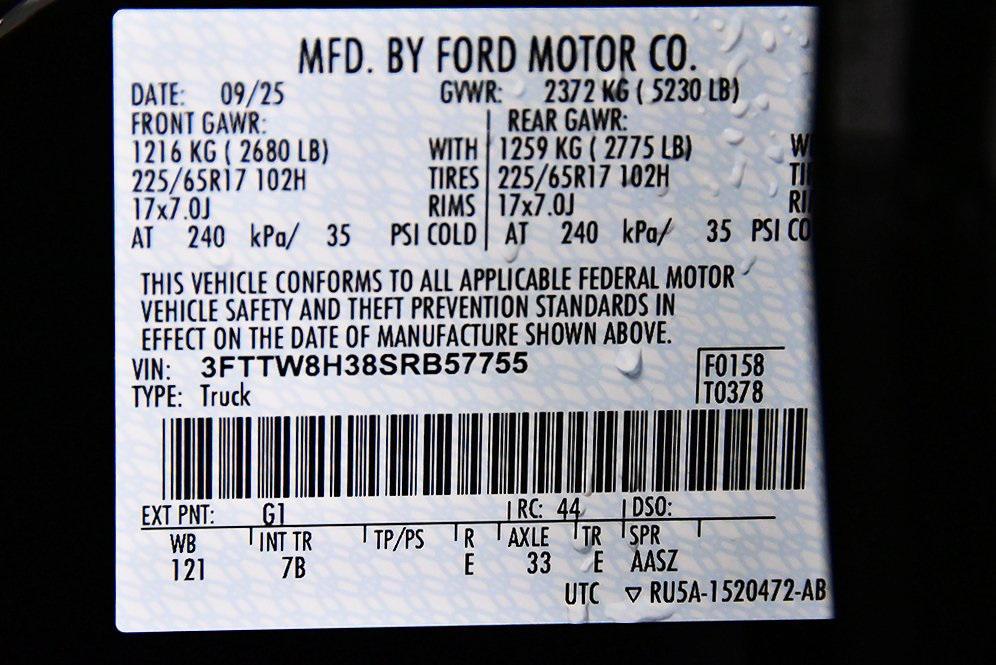 MFD. BY FORD MOTOR CO.
DATE: 09/25 GVWR: 2372 KG ( 5230 LB)
FRONT GAWR: REAR GAWR:
1216 KG ( 2680 LB) WITH 1259 KG ( 2775 LB) W
225/65R17 102H TIRES 225/65R17 102H TI
17x7.0J RIMS 17x7.0J RI
AT 240 kPa/ 35 PSI COLD AT 240 kPa/ 35 PSI CO
THIS VEHICLE CONFORMS TO ALL APPLICABLE FEDERAL MOTOR
VEHICLE SAFETY AND THEFT PREVENTION STANDARDS IN
EFFECT ON THE DATE OF MANUFACTURE SHOWN ABOVE.
VIN: 3FTTW8H38SRB57755 F0158
TYPE: Truck T0378
EXT PNT: G1 RC: 44 DSO:
WB INT TR TP/PS R AXLE TR SPR
121 7B E 33 E AASZ
UTC ▽ RU5A-1520472-AB